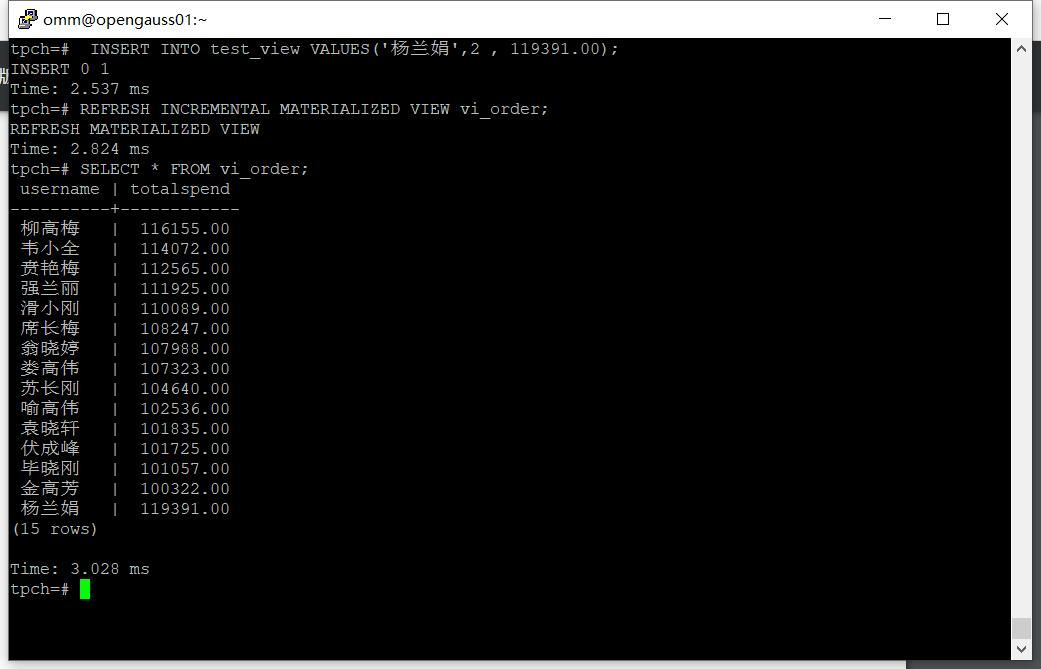 omm@opengauss01:~
tpch=#  INSERT INTO test_view VALUES('杨兰娟',2 , 119391.00);
INSERT 0 1
Time: 2.537 ms
tpch=# REFRESH INCREMENTAL MATERIALIZED VIEW vi_order;
REFRESH MATERIALIZED VIEW
Time: 2.824 ms
tpch=# SELECT * FROM vi_order;
 username | totalspend
----------+------------
 柳高梅   |  116155.00
 韦小全   |  114072.00
 贲艳梅   |  112565.00
 强兰丽   |  111925.00
 滑小刚   |  110089.00
 席长梅   |  108247.00
 翁晓婷   |  107988.00
 娄高伟   |  107323.00
 苏长刚   |  104640.00
 喻高伟   |  102536.00
 袁晓轩   |  101835.00
 伏成峰   |  101725.00
 毕晓刚   |  101057.00
 金高芳   |  100322.00
 杨兰娟   |  119391.00
(15 rows)
Time: 3.028 ms
tpch=#